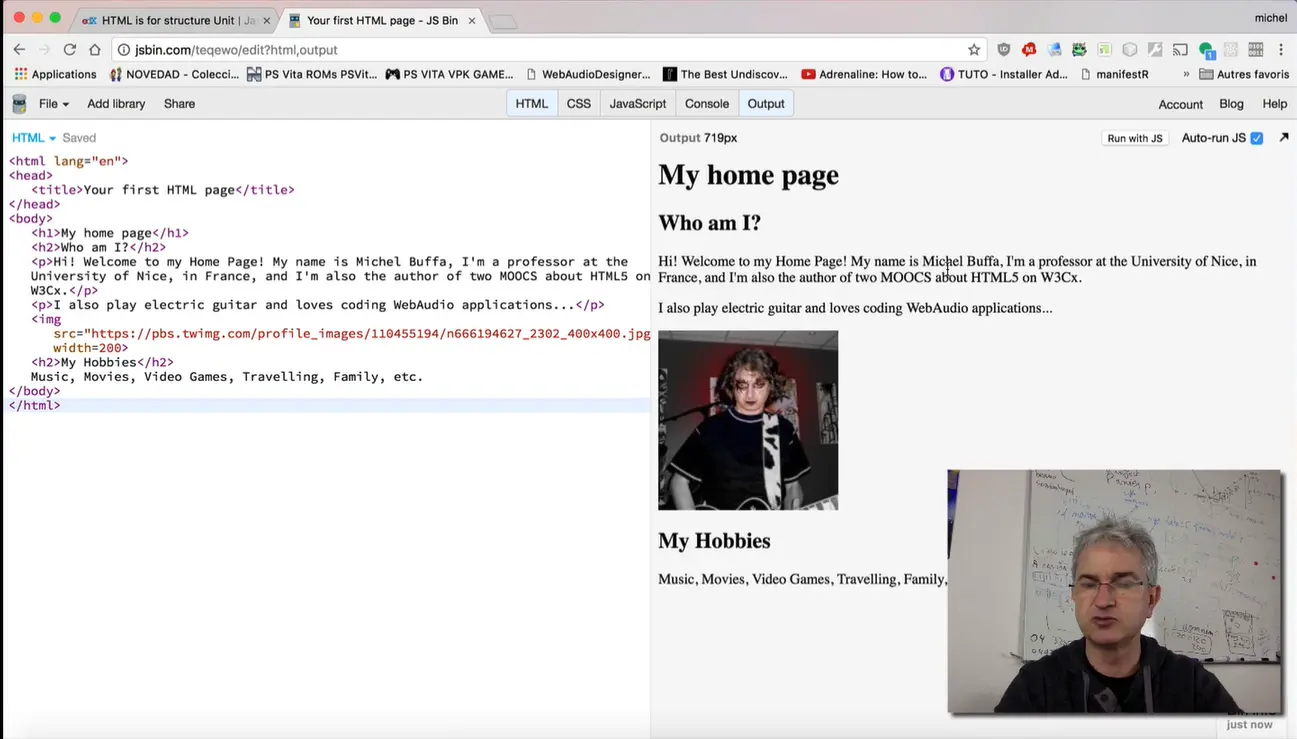 HTML is for structure Unit | Ja
Your first HTML page - JS Bin
michel
jsbin.com/teqewo/edit?html,output
Applications
NOVEDAD - Colecci...
PS Vita ROMs PSVit...
PS VITA VPK GAME...
WebAudioDesigner...
The Best Undiscov...
Adrenaline: How to...
TUTO - Installer Ad...
manifestR
»
Autres favoris
File
Add library
Share
HTML
CSS
JavaScript
Console
Output
Account
Blog
Help
HTML Saved
<html lang="en">
<head>
<title>Your first HTML page</title>
</head>
<body>
<h1>My home page</h1>
<h2>Who am I?</h2>
<p>Hi! Welcome to my Home Page! My name is Michel Buffa, I'm a professor at the
University of Nice, in France, and I'm also the author of two MOOCS about HTML5 on
W3Cx.</p>
<p>I also play electric guitar and loves coding WebAudio applications...</p>
<img
src="https://pbs.twimg.com/profile_images/110455194/n666194627_2302_400x400.jpg
width=200>
<h2>My Hobbies</h2>
Music, Movies, Video Games, Travelling, Family, etc.
</body>
</html>
Output 719px
Run with JS
Auto-run JS
My home page
Who am I?
Hi! Welcome to my Home Page! My name is Michel Buffa, I'm a professor at the University of Nice, in
France, and I'm also the author of two MOOCS about HTML5 on W3Cx.
I also play electric guitar and loves coding WebAudio applications...
My Hobbies
Music, Movies, Video Games, Travelling, Family,
just now